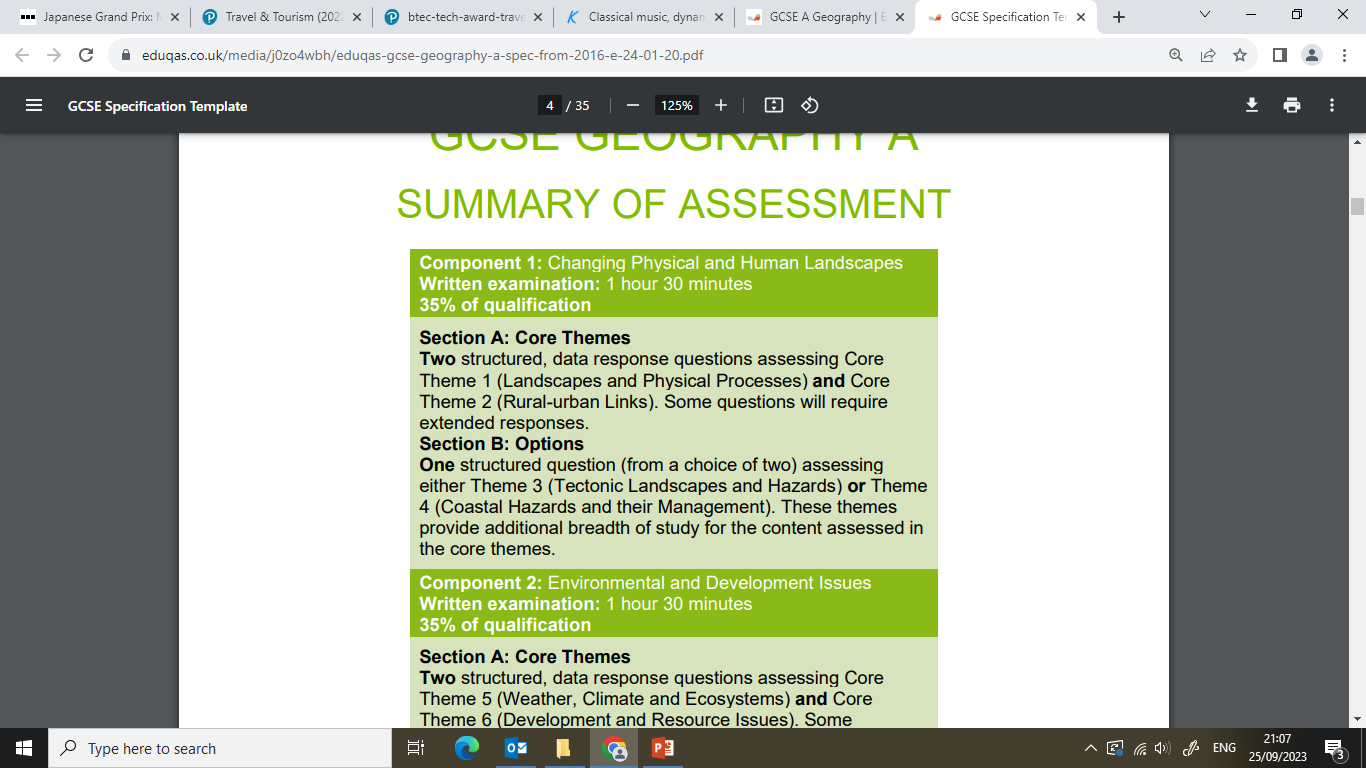 Japanese Grand Prix:
Travel & Tourism (202
btec-tech-award-trave
Classical music, dynam
GCSE A Geography |
GCSE Specification Te
eduqas.co.uk/media/j0zo4wbh/eduqas-gcse-geography-a-spec-from-2016-e-24-01-20.pdf
GCSE Specification Template
4 / 35
125%
GCSE GEOGRAPHY A
SUMMARY OF ASSESSMENT
Component 1: Changing Physical and Human Landscapes
Written examination: 1 hour 30 minutes
35% of qualification
Section A: Core Themes
Two structured, data response questions assessing Core
Theme 1 (Landscapes and Physical Processes) and Core
Theme 2 (Rural-urban Links). Some questions will require
extended responses.
Section B: Options
One structured question (from a choice of two) assessing
either Theme 3 (Tectonic Landscapes and Hazards) or Theme
4 (Coastal Hazards and their Management). These themes
provide additional breadth of study for the content assessed in
the core themes.
Component 2: Environmental and Development Issues
Written examination: 1 hour 30 minutes
35% of qualification
Section A: Core Themes
Two structured, data response questions assessing Core
Theme 5 (Weather, Climate and Ecosystems) and Core
Theme 6 (Development and Resource Issues). Some
Type here to search
ENG
21:07
25/09/2023
3